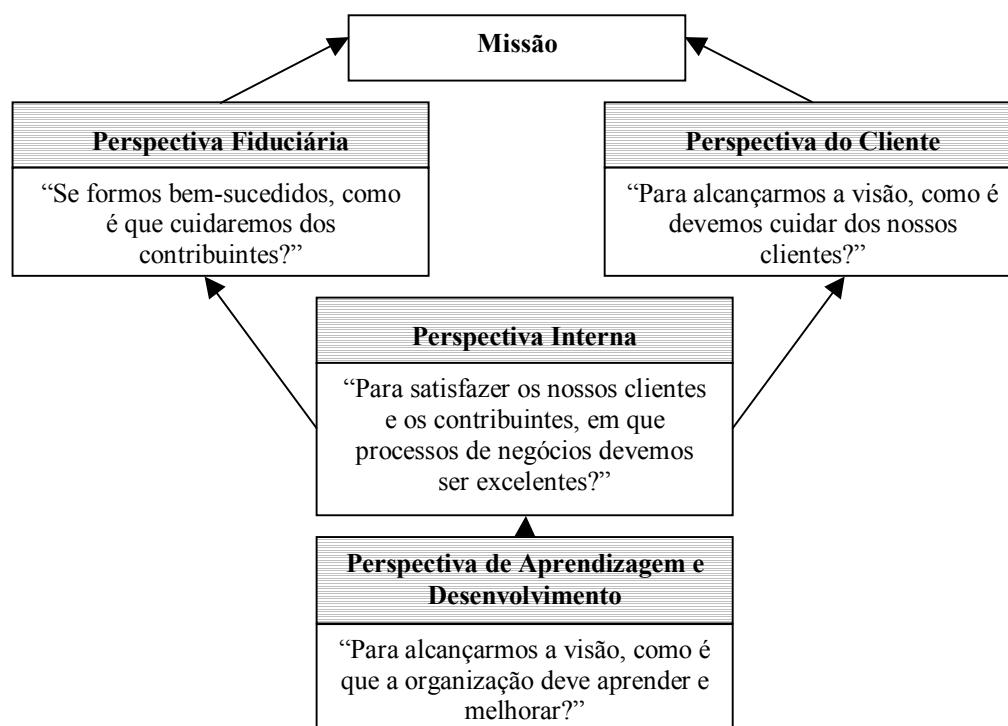 Missão
Perspectiva Fiduciária
“Se formos bem-sucedidos, como
é que cuidaremos dos
contribuintes?”
Perspectiva do Cliente
“Para alcançarmos a visão, como é
devemos cuidar dos nossos
clientes?”
Perspectiva Interna
“Para satisfazer os nossos clientes
e os contribuintes, em que
processos de negócios devemos
ser excelentes?”
Perspectiva de Aprendizagem e
Desenvolvimento
“Para alcançarmos a visão, como é
que a organização deve aprender e
melhorar?”